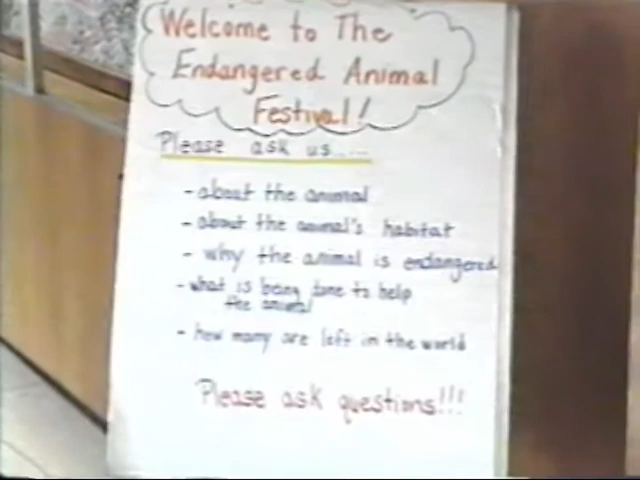 Welcome to The
Endangered Animal
Festival!
Please ask us.....
- about the animal
- about the animal's habitat
- why the animal is endangered
- what is being done to help
the animal
- how many are left in the world
Please ask questions!!!